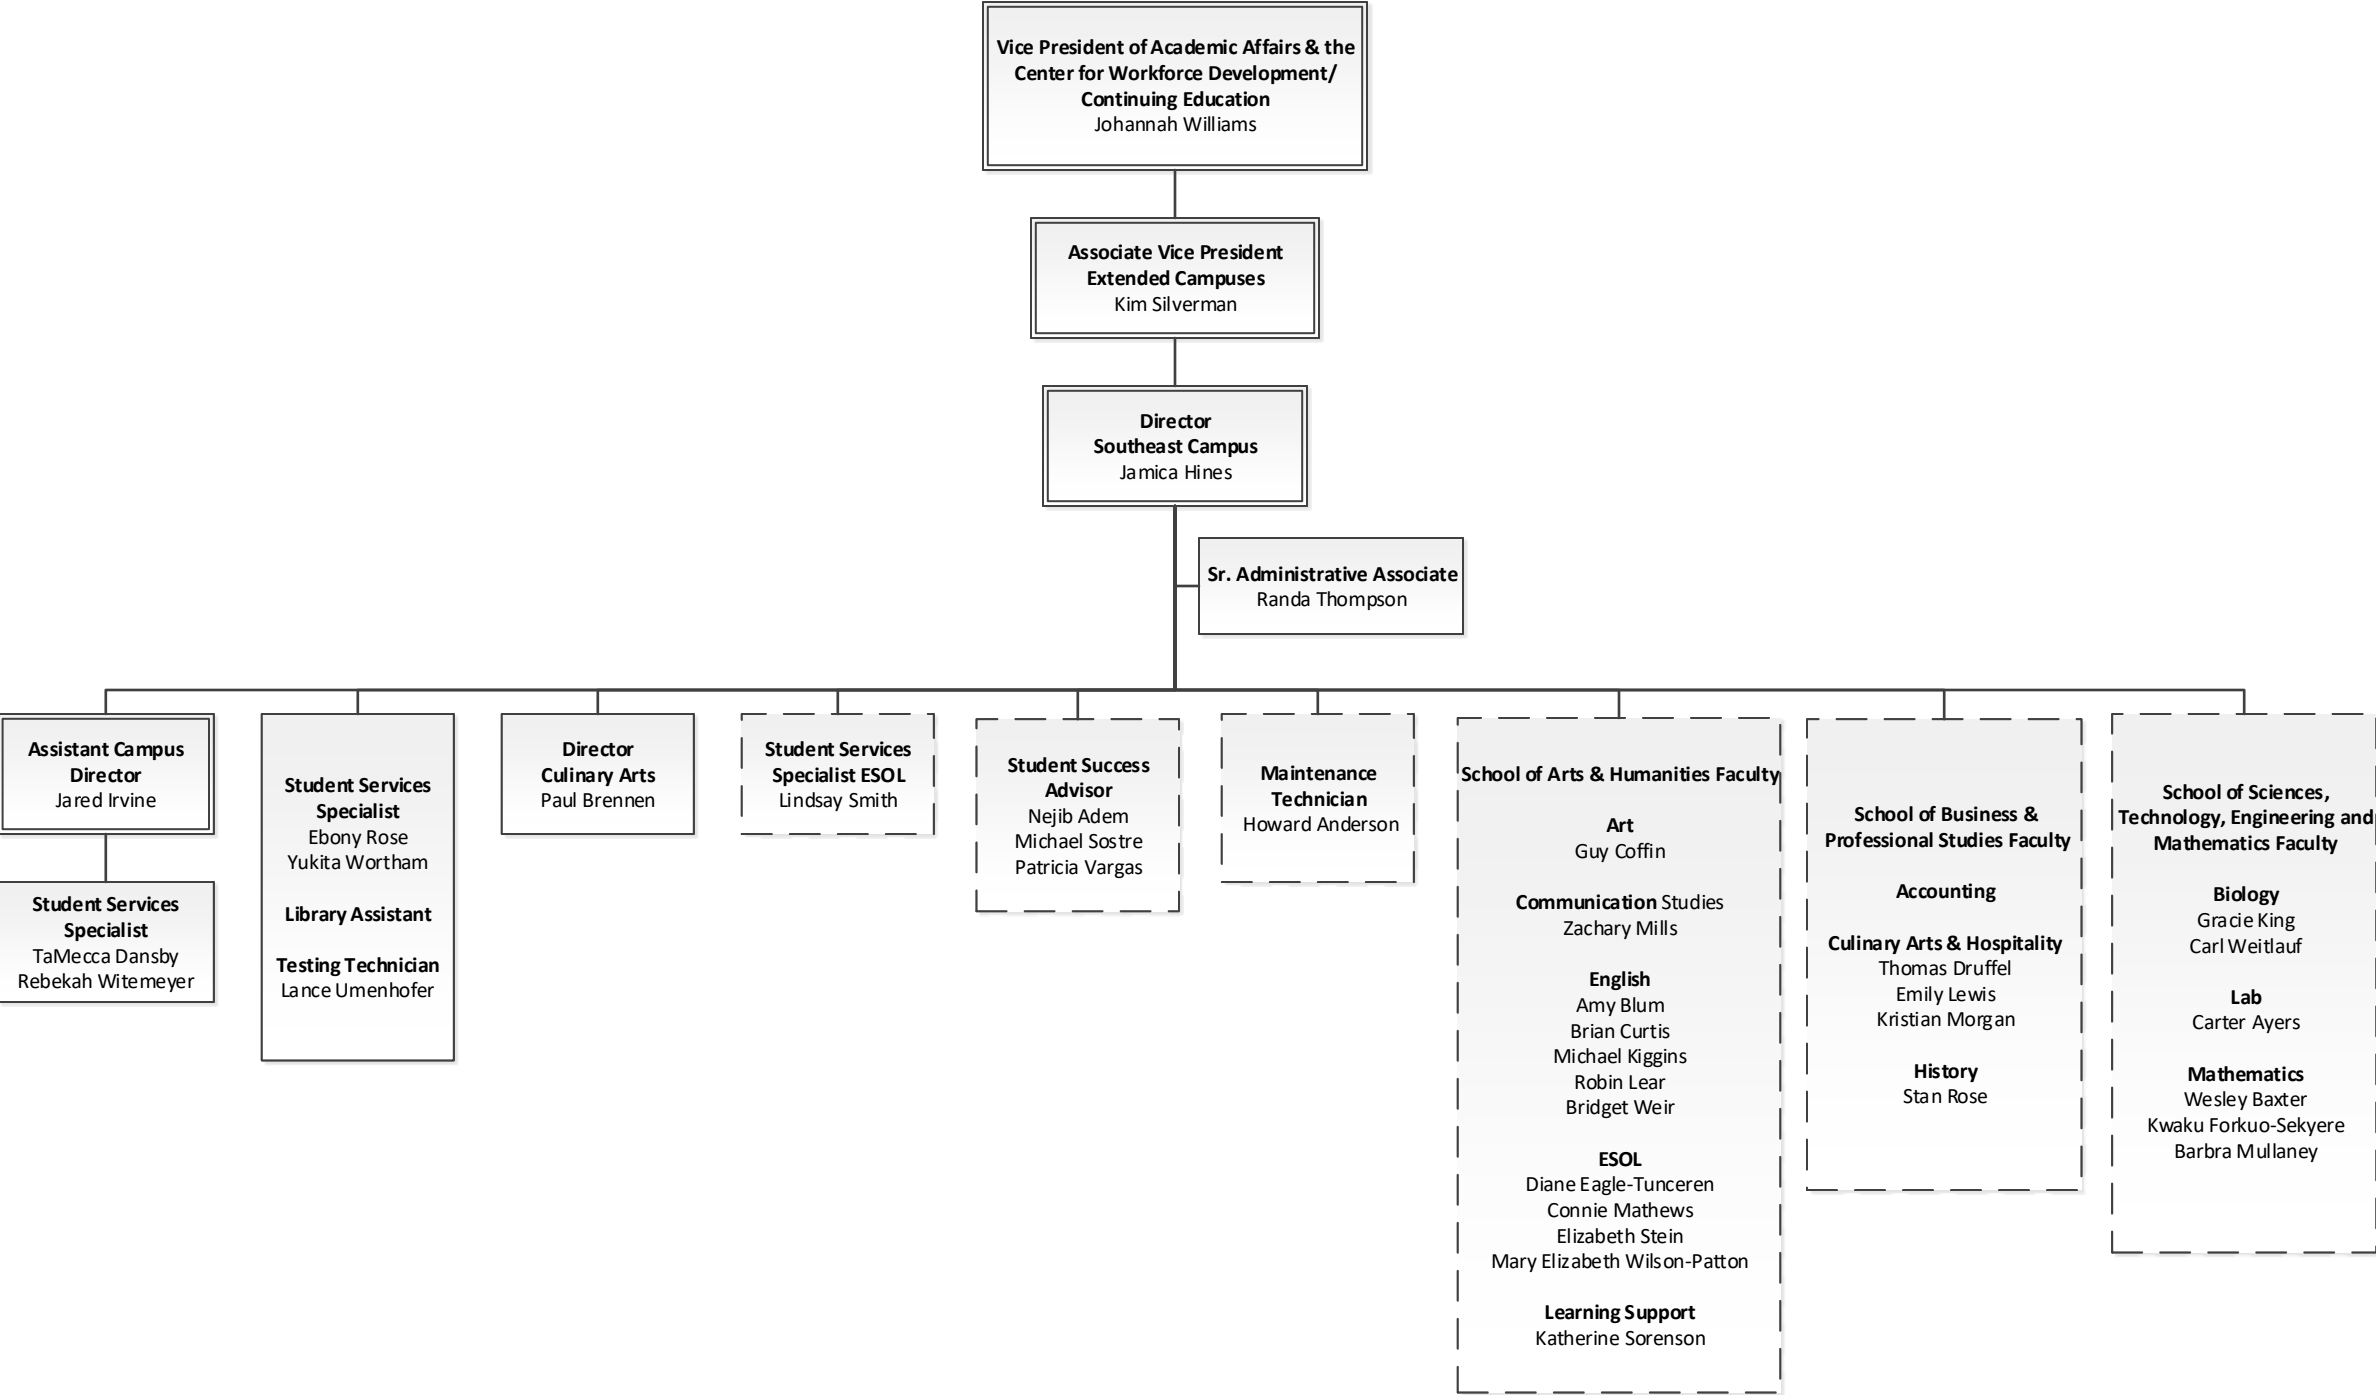 Vice President of Academic Affairs & the
Center for Workforce Development/
Continuing Education
Johannah Williams
Associate Vice President
Extended Campuses
Kim Silverman
Director
Southeast Campus
Jamica Hines
Sr. Administrative Associate
Randa Thompson
Assistant Campus
Director
Jared Irvine
Student Services
Specialist
TaMecca Dansby
Rebekah Witemeyer
Student Services
Specialist
Ebony Rose
Yukita Wortham
Library Assistant
Testing Technician
Lance Umenhofer
Director
Culinary Arts
Paul Brennen
Student Services
Specialist ESOL
Lindsay Smith
Student Success
Advisor
Nejib Adem
Michael Sostre
Patricia Vargas
Maintenance
Technician
Howard Anderson
School of Arts & Humanities Faculty
Art
Guy Coffin
Communication Studies
Zachary Mills
English
Amy Blum
Brian Curtis
Michael Kiggins
Robin Lear
Bridget Weir
ESOL
Diane Eagle-Tunceren
Connie Mathews
Elizabeth Stein
Mary Elizabeth Wilson-Patton
Learning Support
Katherine Sorenson
School of Business &
Professional Studies Faculty
Accounting
Culinary Arts & Hospitality
Thomas Druffel
Emily Lewis
Kristian Morgan
History
Stan Rose
School of Sciences,
Technology, Engineering and
Mathematics Faculty
Biology
Gracie King
Carl Weitlauf
Lab
Carter Ayers
Mathematics
Wesley Baxter
Kwaku Forkuo-Sekyere
Barbra Mullaney